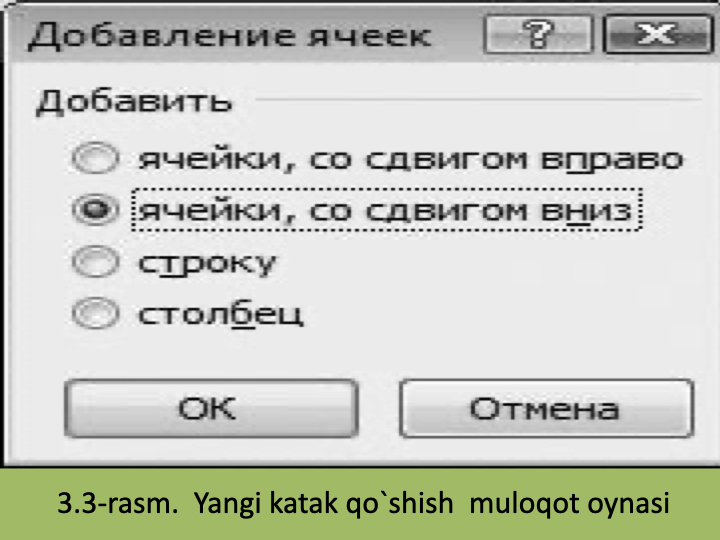 Добавление ячеек
Добавить
ячейки, со сдвигом вправо
ячейки, со сдвигом вниз
строку
столбец
ОК
Отмена
3.3-rasm. Yangi katak qo`shish muloqot oynasi